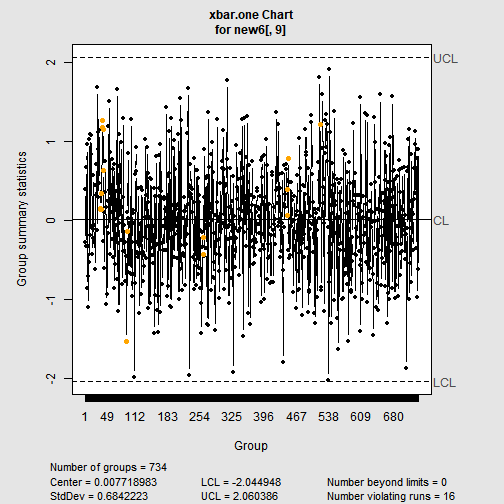 xbar.one Chart
for new6[, 9]
Group summary statistics
2
1
0
-1
-2
UCL
CL
LCL
1 49 112 183 254 325 396 467 538 609 680
Group
Number of groups = 734
Center = 0.007718983 LCL = -2.044948 Number beyond limits = 0
StdDev = 0.6842223 UCL = 2.060386 Number violating runs = 16